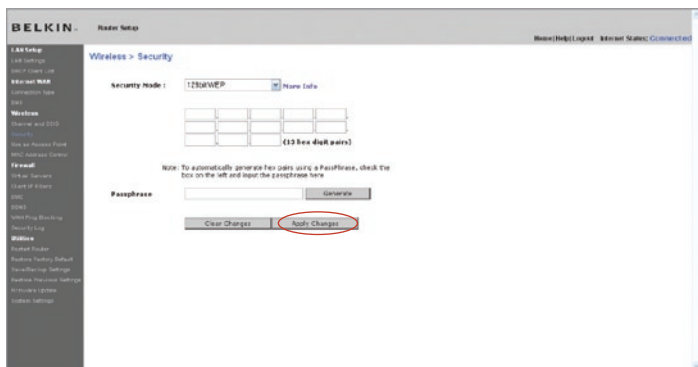 BELKIN.
Router Setup
Home|Help|Logout Internet Status: Connected
LAN Setup
LAN Settings
DHCP Client List
Internet WAN
Connection Type
DNS
Wireless
Channel and SSID
Security
Use as Access Point
MAC Address Control
Firewall
Virtual Servers
Client IP Filters
DMZ
DDNS
WAN Ping Blocking
Security Log
Utilities
Restart Router
Restore Factory Default
Save/Backup Settings
Restore Previous Settings
Firmware Update
System Settings
Wireless > Security
Security Mode :
128bitWEP
More Info
(13 hex digit pairs)
Note: To automatically generate hex pairs using a PassPhrase, check the
box on the left and input the passphrase here
Passphrase
Generate
Clear Changes
Apply Changes